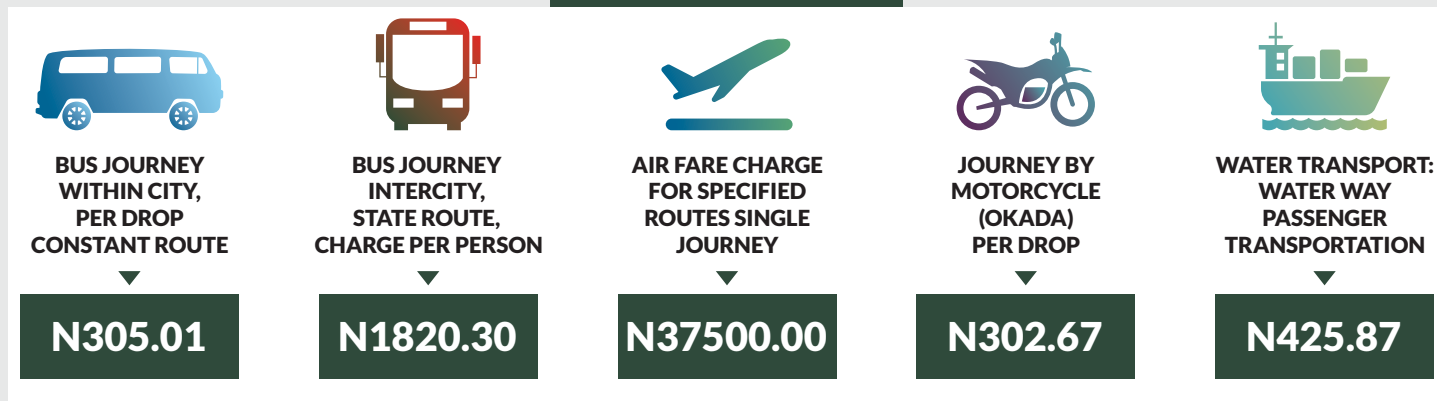 BUS JOURNEY
WITHIN CITY,
PER DROP
CONSTANT ROUTE
N305.01
BUS JOURNEY
INTERCITY,
STATE ROUTE,
CHARGE PER PERSON
N1820.30
AIR FARE CHARGE
FOR SPECIFIED
ROUTES SINGLE
JOURNEY
N37500.00
JOURNEY BY
MOTORCYCLE
(OKADA)
PER DROP
N302.67
WATER TRANSPORT:
WATER WAY
PASSENGER
TRANSPORTATION
N425.87